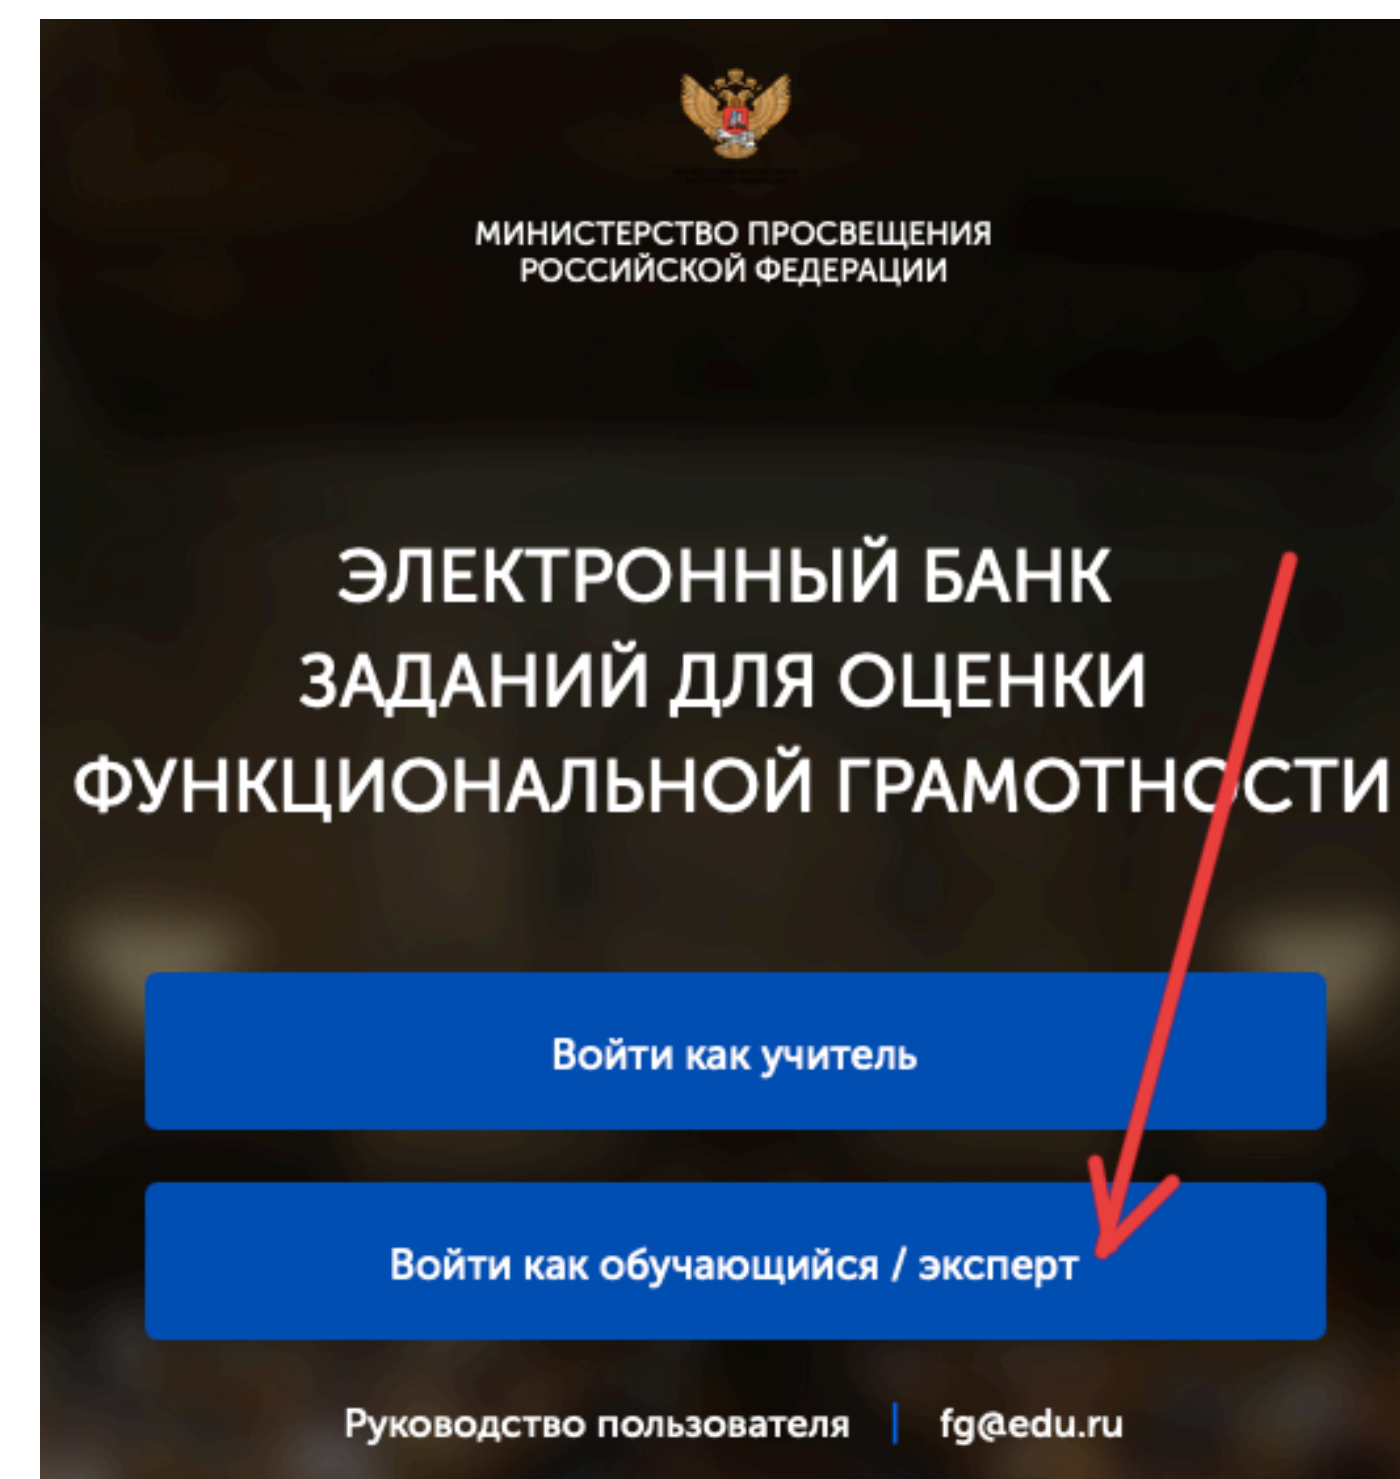 МИНИСТЕРСТВО ПРОСВЕЩЕНИЯ
РОССИЙСКОЙ ФЕДЕРАЦИИ
ЭЛЕКТРОННЫЙ БАНК
ЗАДАНИЙ ДЛЯ ОЦЕНКИ
ФУНКЦИОНАЛЬНОЙ ГРАМОТНОСТИ
Войти как учитель
Войти как обучающийся / эксперт
Руководство пользователя | fg@edu.ru